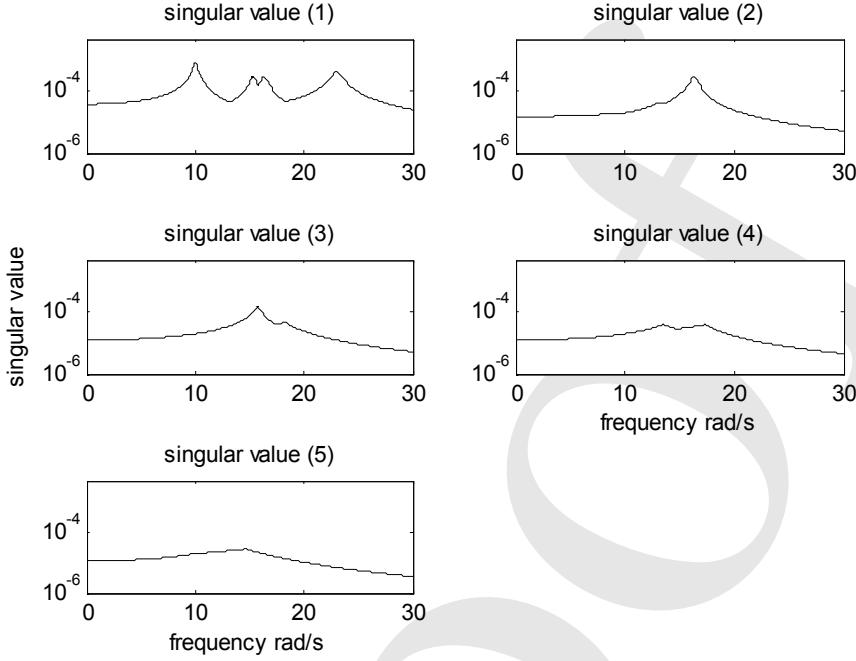 singular value (1)
singular value (2)
10^-4
10^-6
0 10 20 30
10^-4
10^-6
0 10 20 30
singular value (3)
singular value (4)
singular value
10^-4
10^-6
0 10 20 30
10^-4
10^-6
0 10 20 30
frequency rad/s
singular value (5)
10^-4
10^-6
0 10 20 30
frequency rad/s